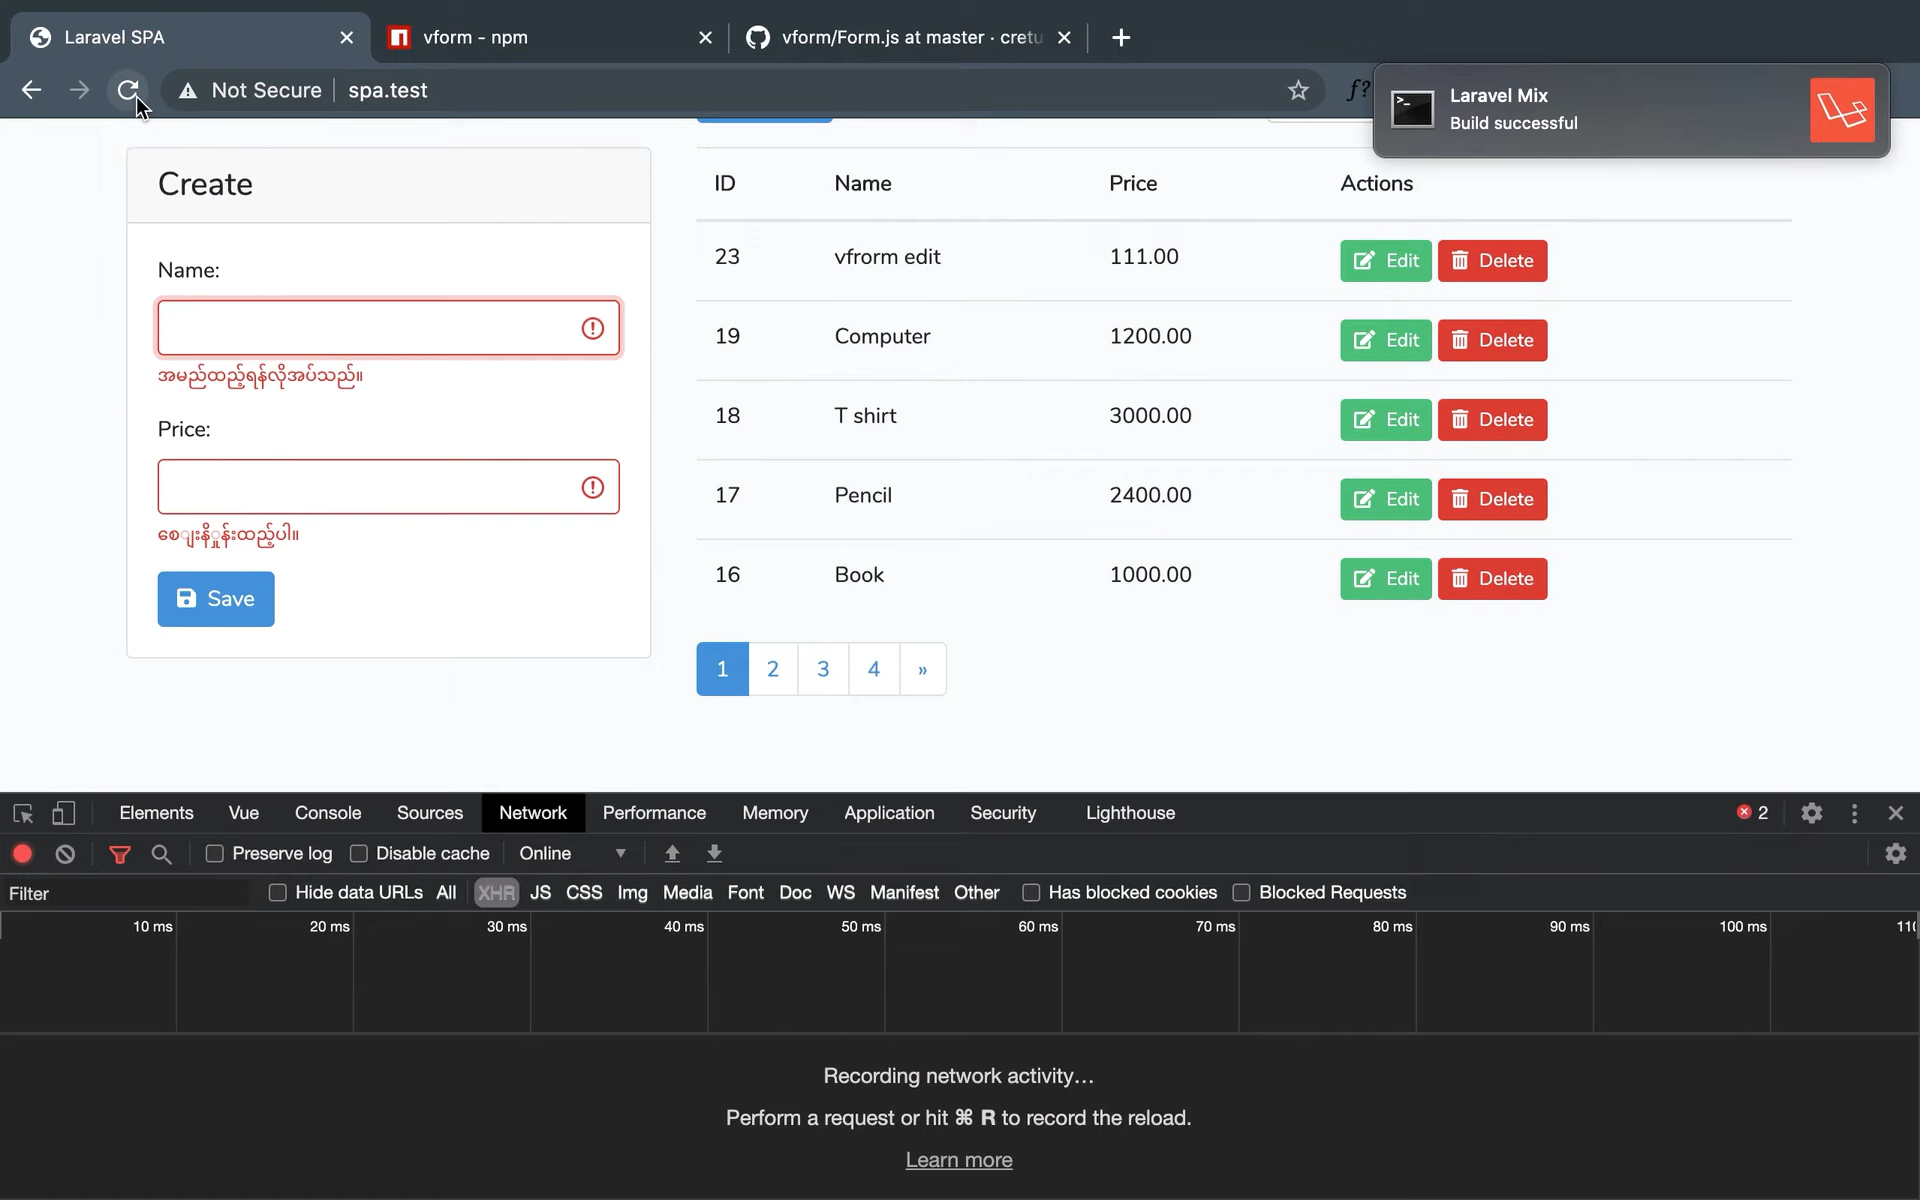 Laravel SPA
vform - npm
vform/Form.js at master · cretu
Not Secure
spa.test
f?
Laravel Mix
Build successful
Create
Name:
အမည်ထည့်ရန်လိုအပ်သည်။
Price:
စျေးနှိုန်းထည့်ပါ။
Save
ID Name Price Actions
23 vfrorm edit 111.00 Edit Delete
19 Computer 1200.00 Edit Delete
18 T shirt 3000.00 Edit Delete
17 Pencil 2400.00 Edit Delete
16 Book 1000.00 Edit Delete
1 2 3 4 »
Elements Vue Console Sources Network Performance Memory Application Security Lighthouse 2
Preserve log Disable cache Online
Filter Hide data URLs All XHR JS CSS Img Media Font Doc WS Manifest Other Has blocked cookies Blocked Requests
10 ms 20 ms 30 ms 40 ms 50 ms 60 ms 70 ms 80 ms 90 ms 100 ms
Recording network activity…
Perform a request or hit ⌘ R to record the reload.
Learn more